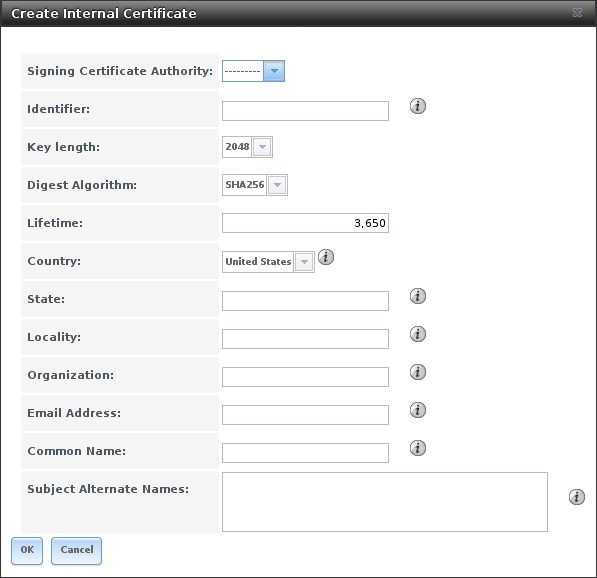 Create Internal Certificate
Signing Certificate Authority: ---------
Identifier:
Key length: 2048
Digest Algorithm: SHA256
Lifetime: 3,650
Country: United States
State:
Locality:
Organization:
Email Address:
Common Name:
Subject Alternate Names:
OK Cancel